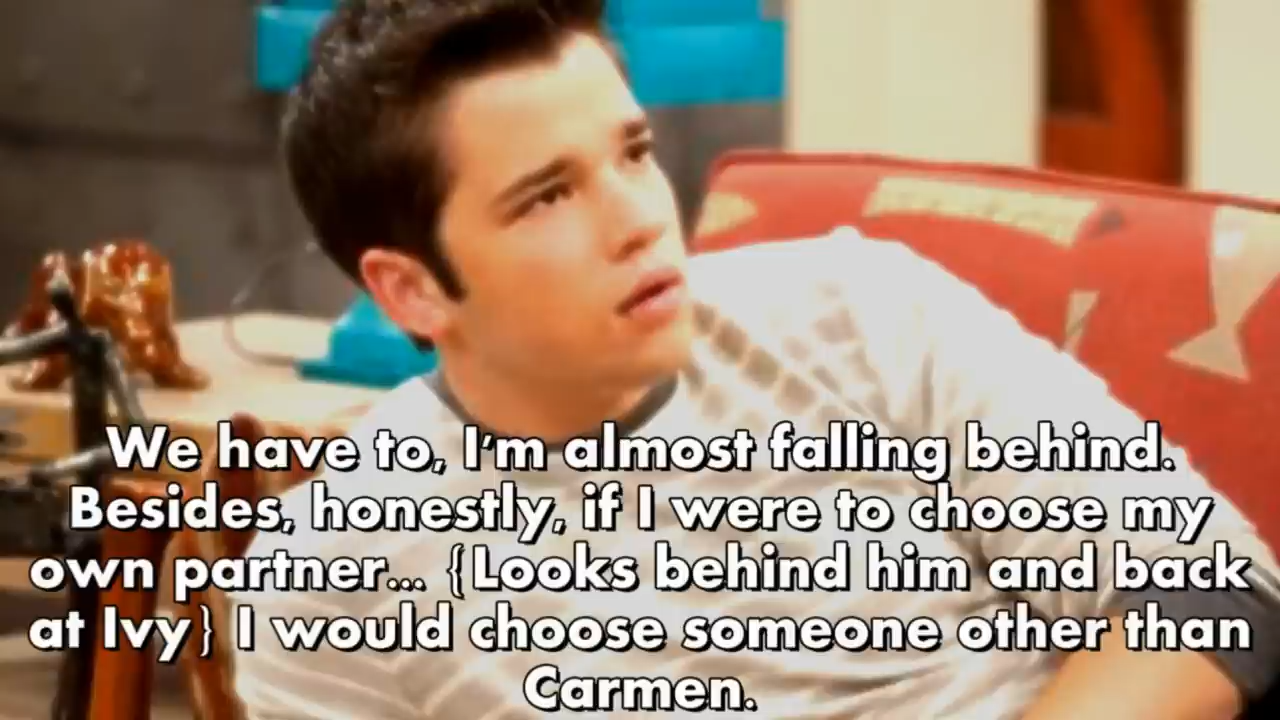 We have to, I'm almost falling behind.
Besides, honestly, if I were to choose my
own partner... {Looks behind him and back
at Ivy} I would choose someone other than
Carmen.